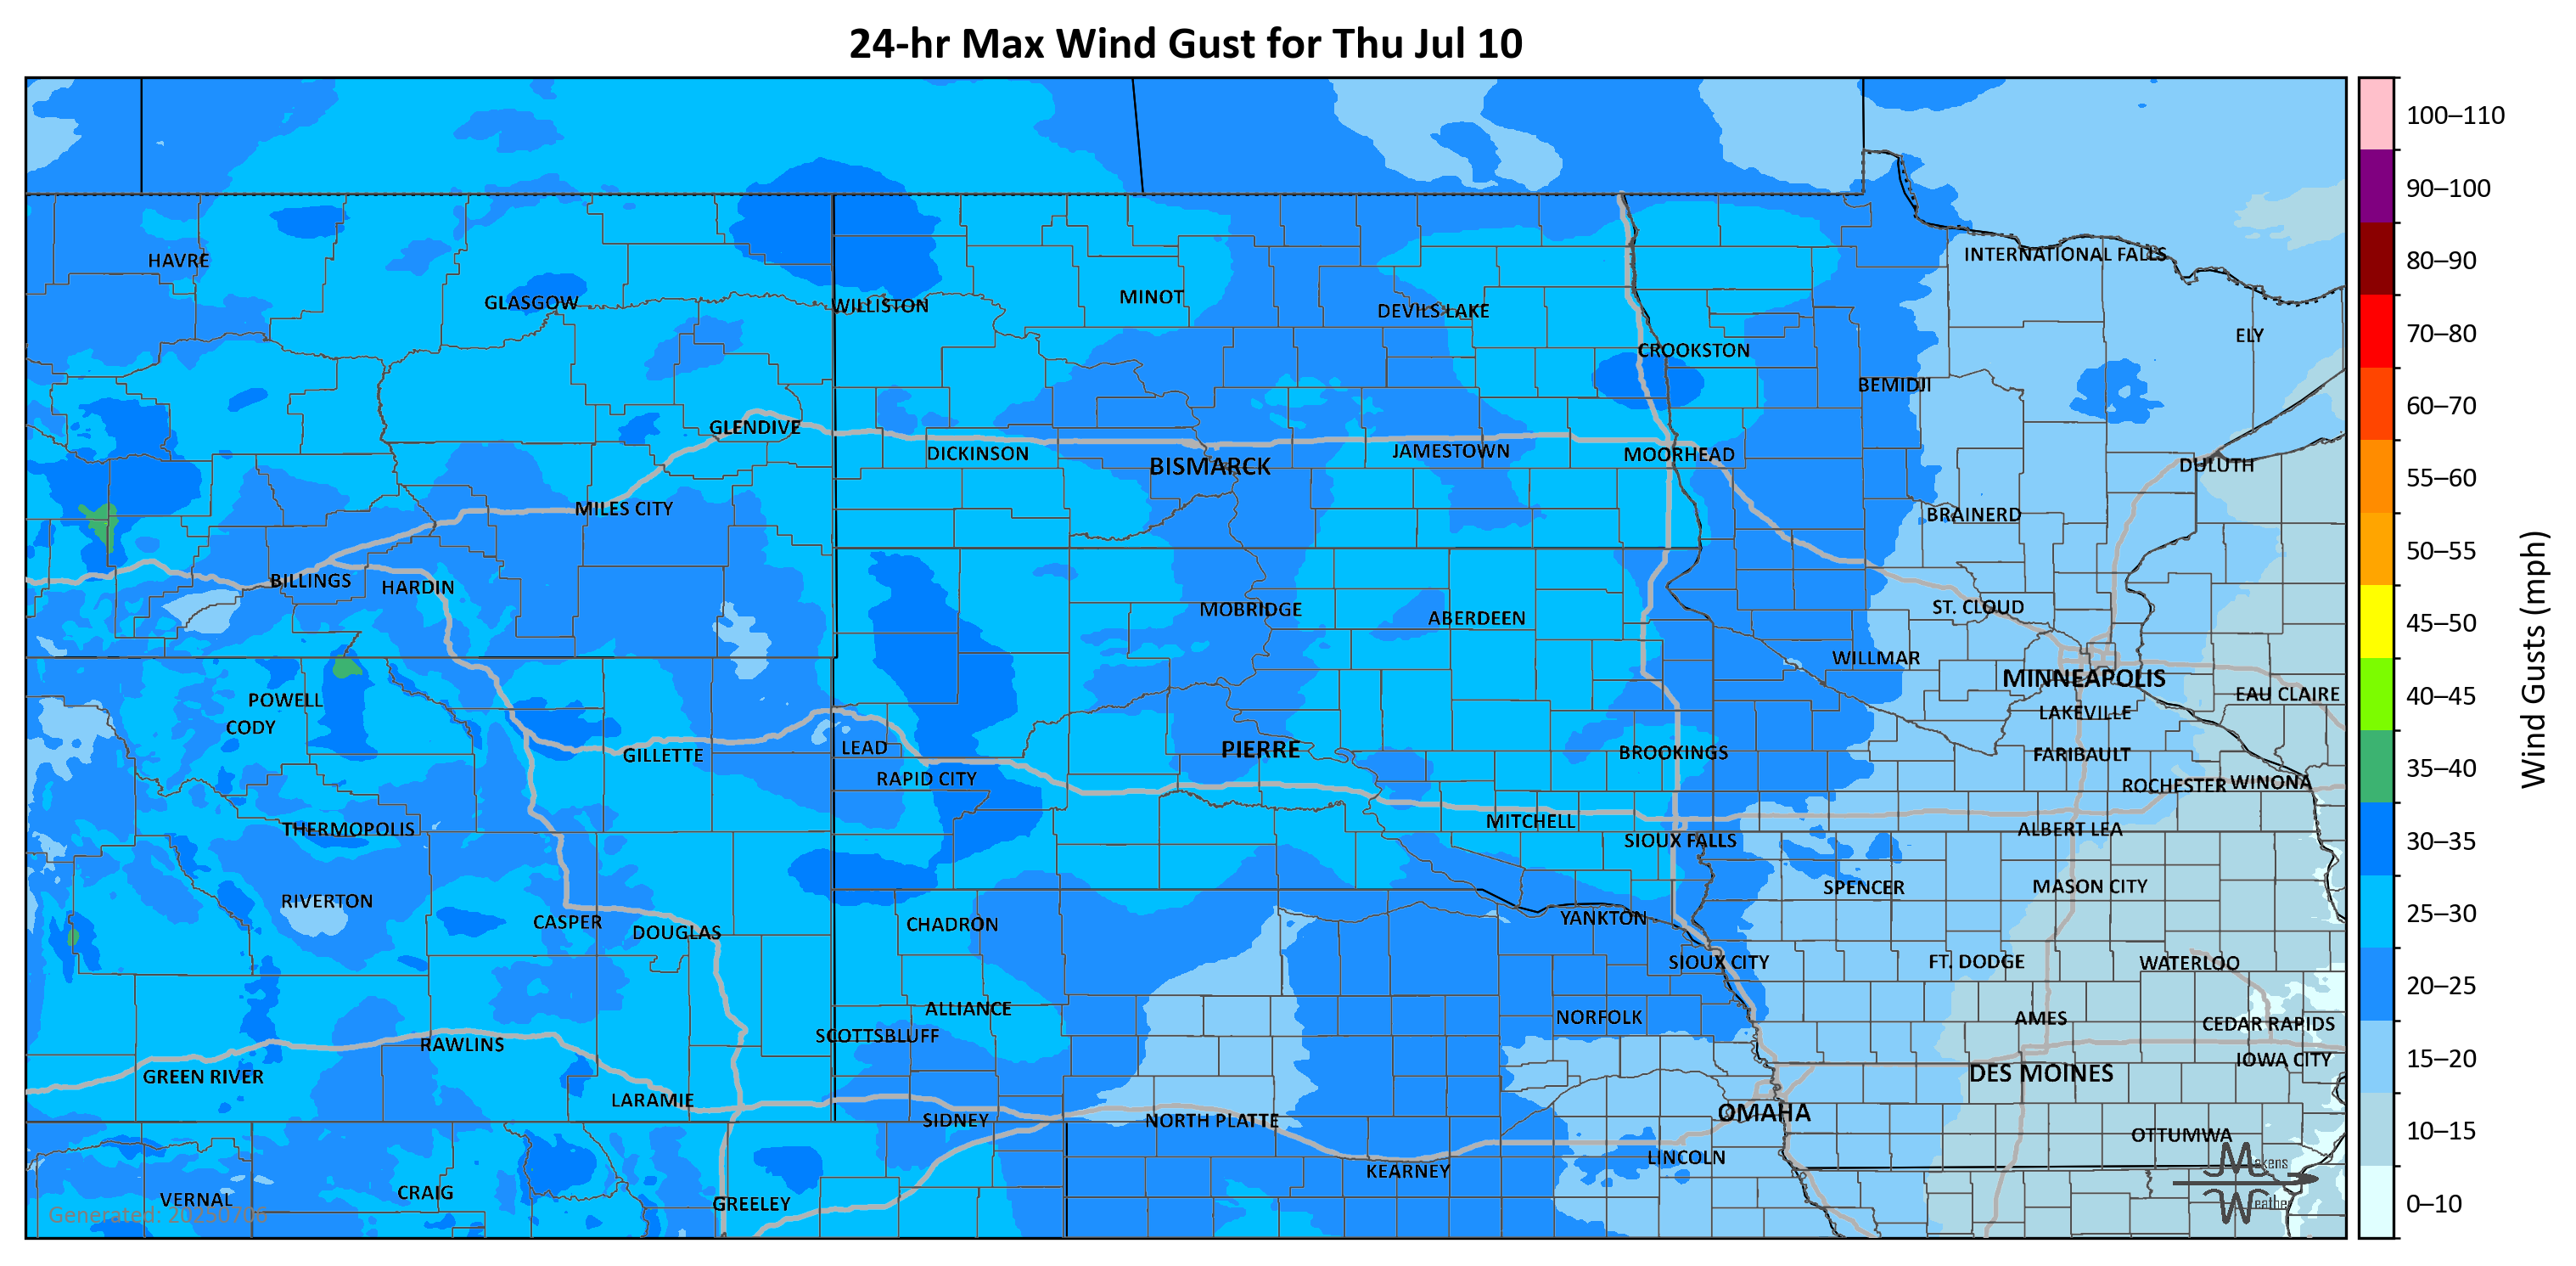 24-hr Max Wind Gust for Thu Jul 10
100–110
90–100
80–90
70–80
60–70
55–60
50–55
45–50
40–45
35–40
30–35
25–30
20–25
15–20
10–15
0–10
Wind Gusts (mph)
HAVRE
INTERNATIONAL FALLS
GLASGOW
WILLISTON
MINOT
DEVILS LAKE
ELY
CROOKSTON
BEMIDJI
GLENDIVE
DICKINSON
BISMARCK
JAMESTOWN
MOORHEAD
DULUTH
MILES CITY
BRAINERD
BILLINGS
HARDIN
MOBRIDGE
ABERDEEN
ST. CLOUD
WILLMAR
MINNEAPOLIS
EAU CLAIRE
POWELL
CODY
LAKEVILLE
GILLETTE
LEAD
PIERRE
BROOKINGS
FARIBAULT
RAPID CITY
ROCHESTER
WINONA
THERMOPOLIS
MITCHELL
SIOUX FALLS
ALBERT LEA
RIVERTON
SPENCER
MASON CITY
CASPER
DOUGLAS
CHADRON
YANKTON
SIOUX CITY
FT. DODGE
WATERLOO
ALLIANCE
NORFOLK
AMES
CEDAR RAPIDS
SCOTTSBLUFF
RAWLINS
IOWA CITY
GREEN RIVER
DES MOINES
LARAMIE
SIDNEY
NORTH PLATTE
OMAHA
OTTUMWA
LINCOLN
KEARNEY
VERNAL
CRAIG
GREELEY
Generated: 20250706
Makens
Weather